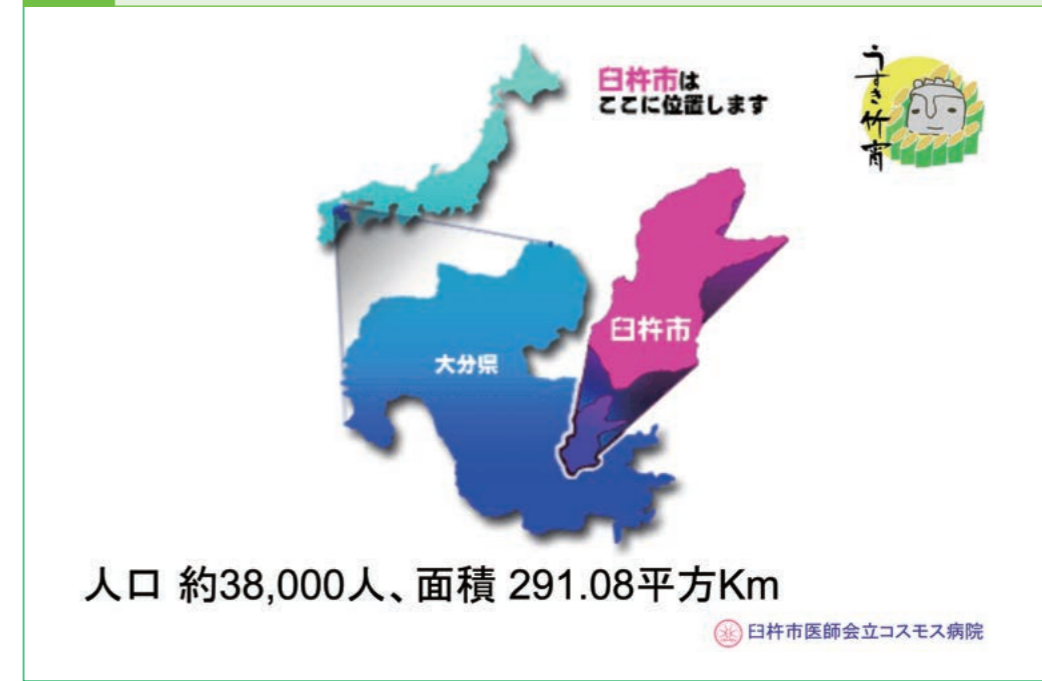 臼杵市は
ここに位置します
うすき竹宵
臼杵市
大分県
人口 約38,000人、面積 291.08平方Km
臼杵市医師会立コスモス病院